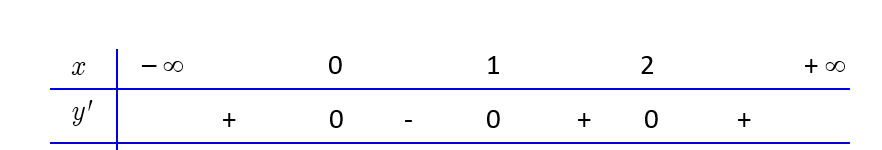 x − ∞ 0 1 2 + ∞
y′ + 0 - 0 + 0 +